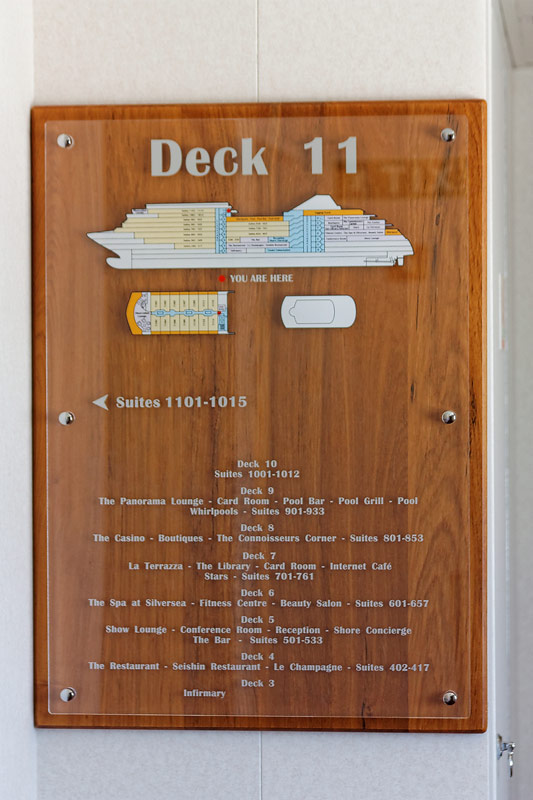 Deck 11
YOU ARE HERE
Suites 1101-1015
Deck 10
Suites 1001-1012
Deck 9
The Panorama Lounge - Card Room - Pool Bar - Pool Grill - Pool
Whirlpools - Suites 901-933
Deck 8
The Casino - Boutiques - The Connoisseurs Corner - Suites 801-853
Deck 7
La Terrazza - The Library - Card Room - Internet Café
Stars - Suites 701-761
Deck 6
The Spa at Silversea - Fitness Centre - Beauty Salon - Suites 601-657
Deck 5
Show Lounge - Conference Room - Reception - Shore Concierge
The Bar - Suites 501-533
Deck 4
The Restaurant - Seishin Restaurant - Le Champagne - Suites 402-417
Deck 3
Infirmary